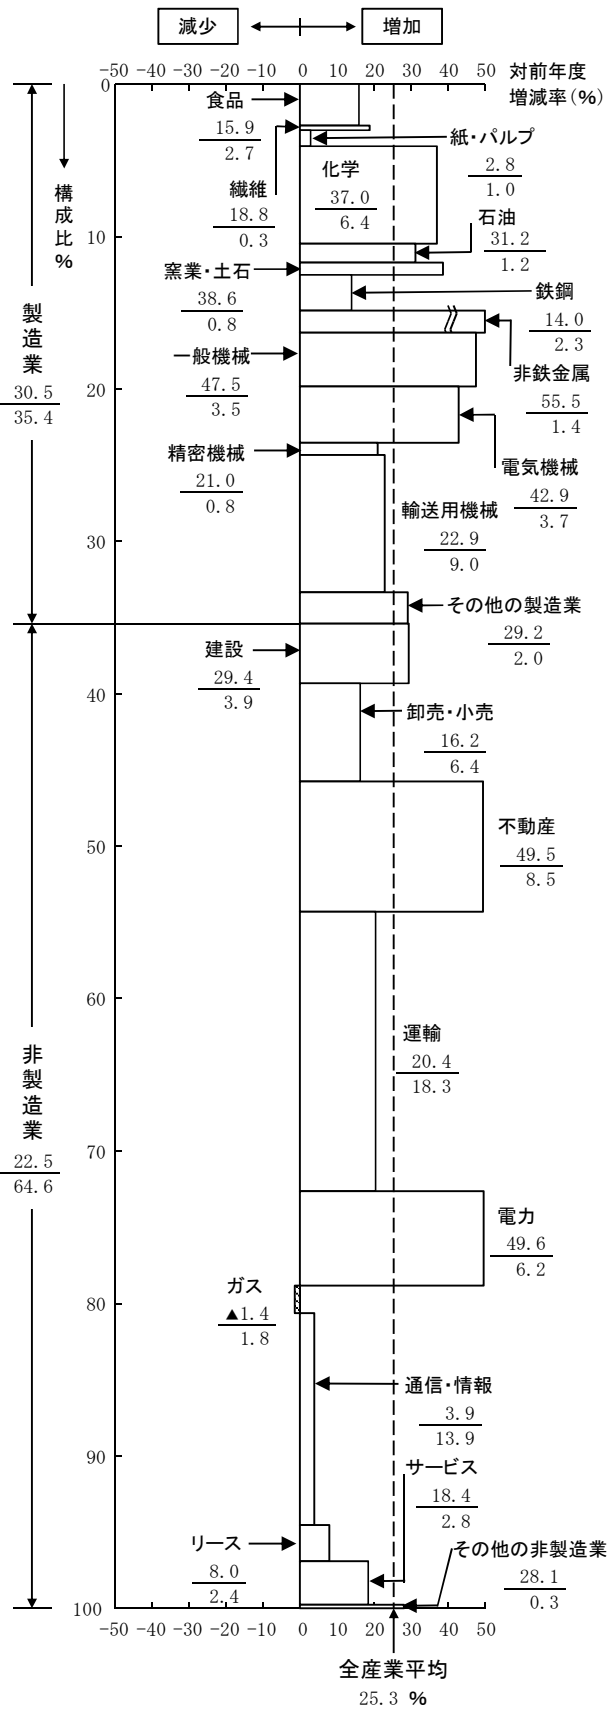 減少
増加
-50 -40 -30 -20 -10 0 10 20 30 40 50
対前年度
増減率(%)
0
食品
15.9
2.7
紙・パルプ
2.8
1.0
構成比%
繊維
18.8
0.3
化学
37.0
6.4
石油
31.2
1.2
10
窯業・土石
38.6
0.8
鉄鋼
14.0
2.3
製造業
30.5
35.4
一般機械
47.5
3.5
非鉄金属
55.5
1.4
20
精密機械
21.0
0.8
電気機械
42.9
3.7
輸送用機械
22.9
9.0
30
その他の製造業
29.2
2.0
建設
29.4
3.9
40
卸売・小売
16.2
6.4
不動産
49.5
8.5
50
60
非製造業
22.5
64.6
運輸
20.4
18.3
70
電力
49.6
6.2
ガス
▲1.4
1.8
80
通信・情報
3.9
13.9
90
サービス
18.4
2.8
リース
8.0
2.4
その他の非製造業
28.1
0.3
100
-50 -40 -30 -20 -10 0 10 20 30 40 50
全産業平均
25.3 %